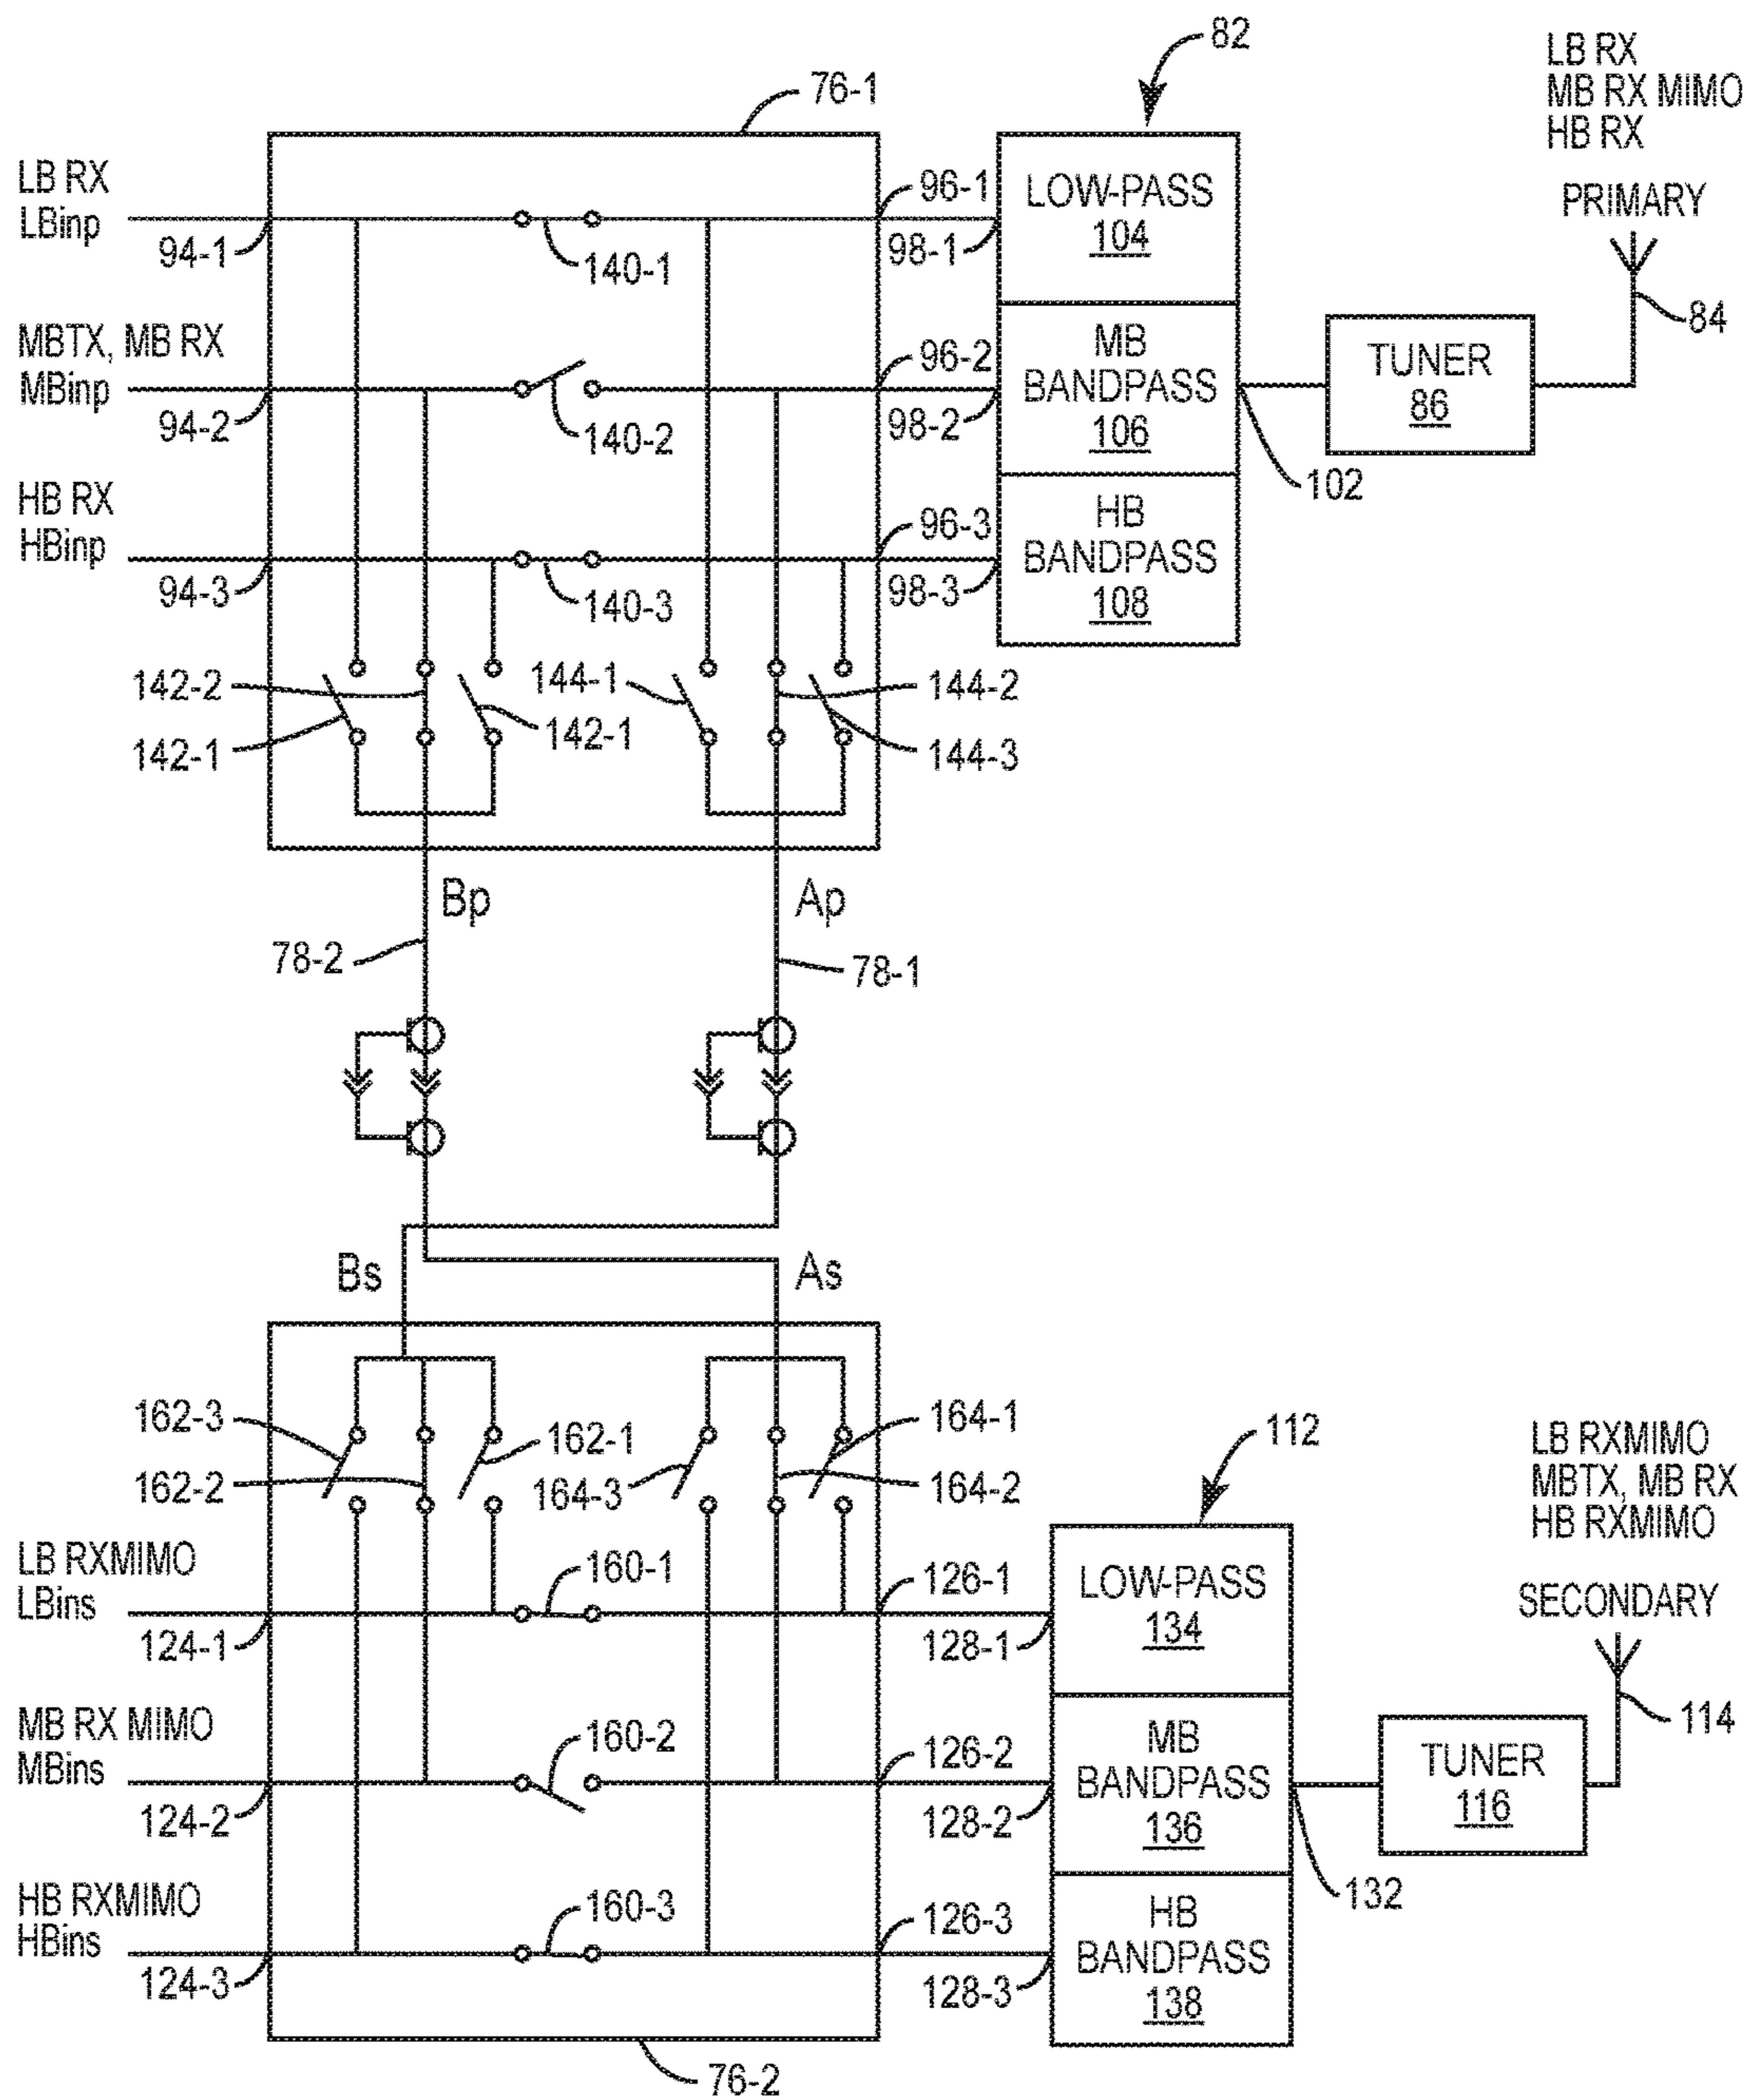 82
LB RX
MB RX MIMO
HB RX
PRIMARY
84
76-1
LB RX
LBinp
94-1
140-1
96-1
98-1
LOW-PASS
104
MBTX, MB RX
MBinp
94-2
140-2
96-2
98-2
MB
BANDPASS
106
TUNER
86
102
HB RX
HBinp
94-3
140-3
96-3
98-3
HB
BANDPASS
108
142-2
142-1
142-1
144-1
144-2
144-3
Bp
Ap
78-2
78-1
Bs
As
162-3
162-2
162-1
164-3
164-1
164-2
112
LB RXMIMO
MBTX, MB RX
HB RXMIMO
SECONDARY
114
LB RXMIMO
LBins
124-1
160-1
126-1
128-1
LOW-PASS
134
MB RX MIMO
MBins
124-2
160-2
126-2
128-2
MB
BANDPASS
136
TUNER
116
132
HB RXMIMO
HBins
124-3
160-3
126-3
128-3
HB
BANDPASS
138
76-2